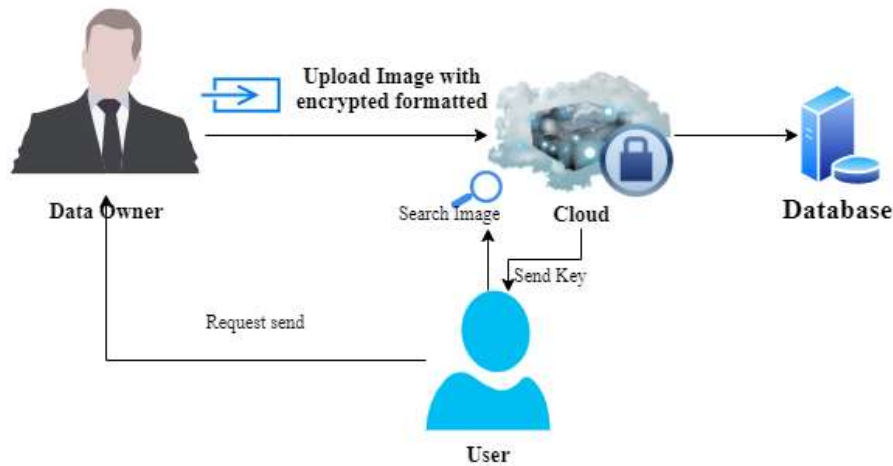 Upload Image with
encrypted formatted
Data Owner
Search Image
Cloud
Database
Send Key
Request send
User